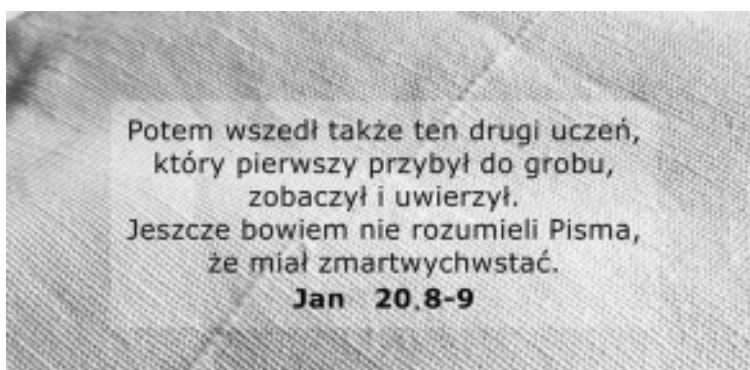 Potem wszedł także ten drugi uczeń,
który pierwszy przybył do grobu,
zobaczył i uwierzył.
Jeszcze bowiem nie rozumieli Pisma,
że miał zmartwychwstać.
Jan 20.8-9